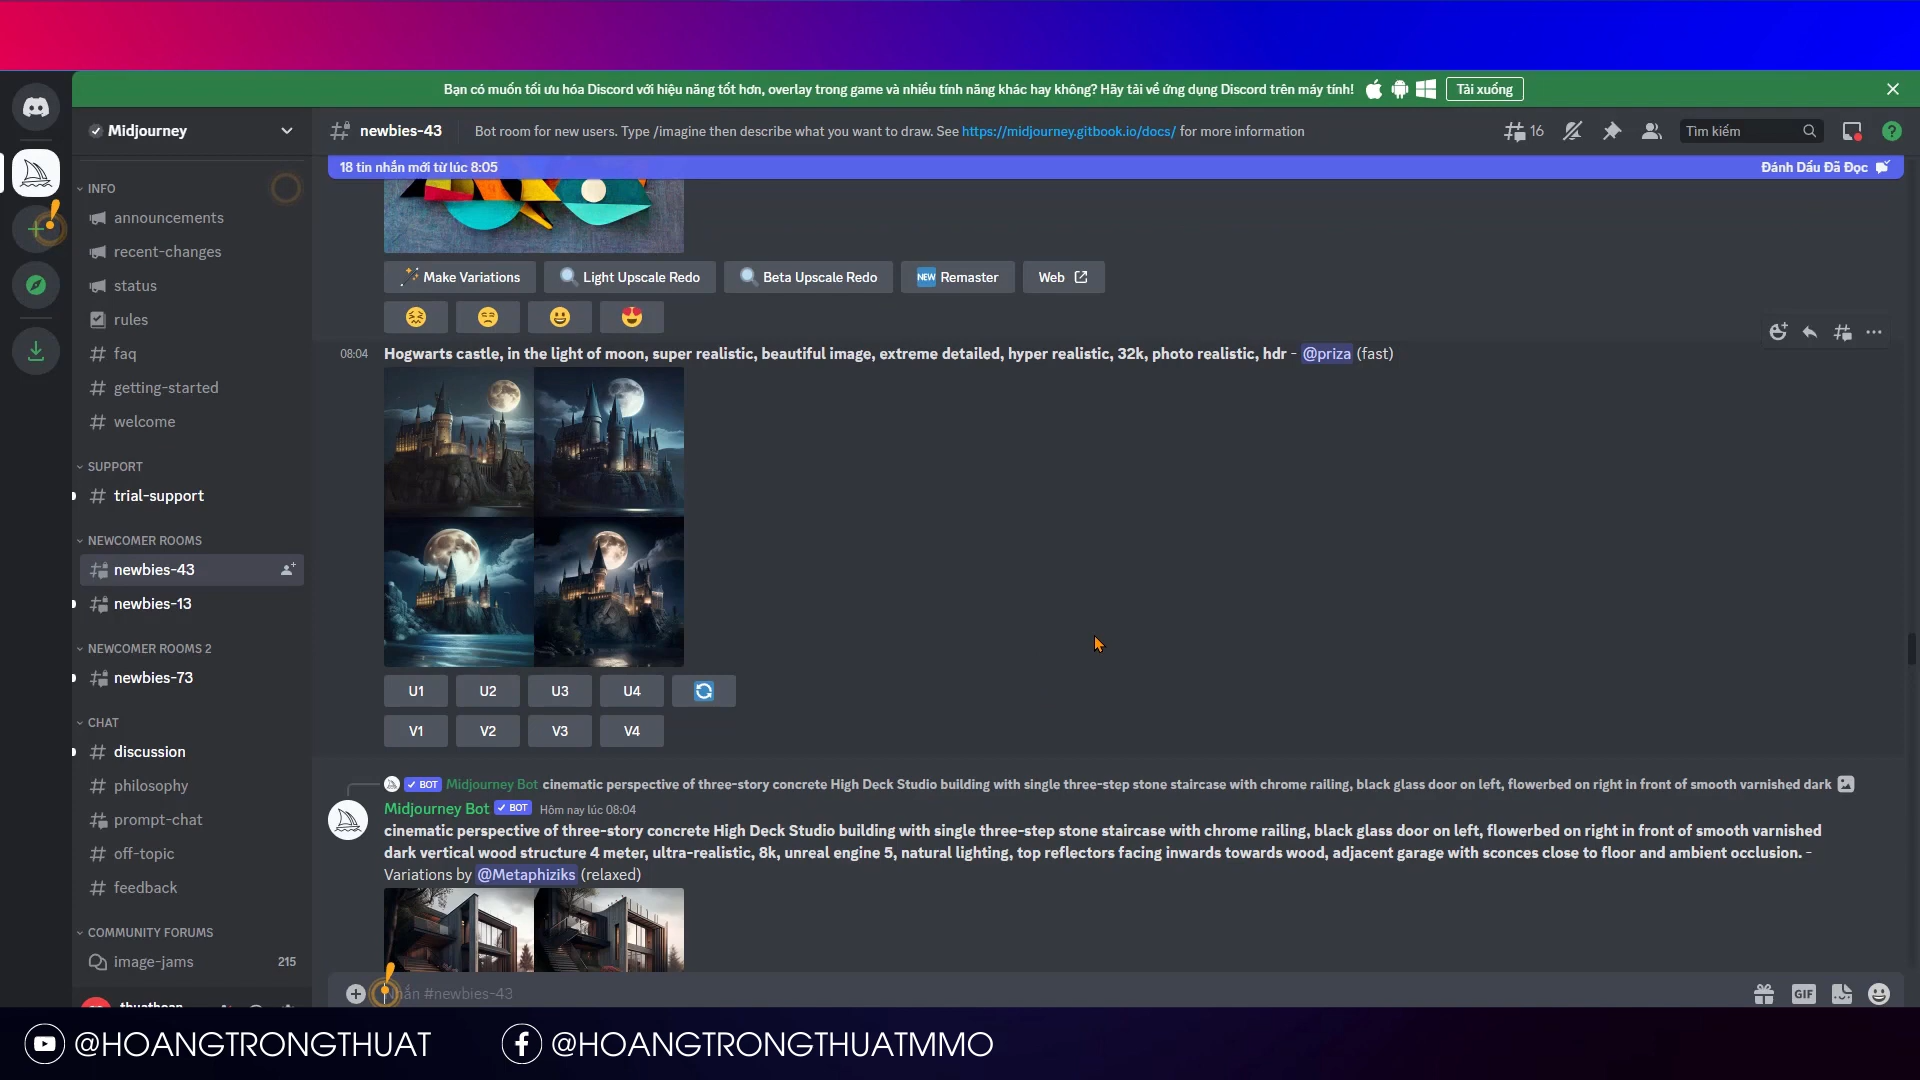 Bạn có muốn tối ưu hóa Discord với hiệu năng tốt hơn, overlay trong game và nhiều tính năng khác hay không? Hãy tải về ứng dụng Discord trên máy tính!
Tải xuống
Midjourney
newbies-43
Bot room for new users. Type /imagine then describe what you want to draw. See https://midjourney.gitbook.io/docs/ for more information
16
Tìm kiếm
18 tin nhắn mới từ lúc 8:05
Đánh Dấu Đã Đọc
INFO
announcements
recent-changes
status
rules
faq
getting-started
welcome
SUPPORT
trial-support
NEWCOMER ROOMS
newbies-43
newbies-13
NEWCOMER ROOMS 2
newbies-73
CHAT
discussion
philosophy
prompt-chat
off-topic
feedback
COMMUNITY FORUMS
image-jams
215
Make Variations
Light Upscale Redo
Beta Upscale Redo
NEW Remaster
Web
08:04
Hogwarts castle, in the light of moon, super realistic, beautiful image, extreme detailed, hyper realistic, 32k, photo realistic, hdr - @priza (fast)
U1 U2 U3 U4
V1 V2 V3 V4
BOT Midjourney Bot cinematic perspective of three-story concrete High Deck Studio building with single three-step stone staircase with chrome railing, black glass door on left, flowerbed on right in front of smooth varnished dark
Midjourney Bot BOT Hôm nay lúc 08:04
cinematic perspective of three-story concrete High Deck Studio building with single three-step stone staircase with chrome railing, black glass door on left, flowerbed on right in front of smooth varnished
dark vertical wood structure 4 meter, ultra-realistic, 8k, unreal engine 5, natural lighting, top reflectors facing inwards towards wood, adjacent garage with sconces close to floor and ambient occlusion. -
Variations by @Metaphiziks (relaxed)
Nhắn #newbies-43
GIF
@HOANGTRONGTHUAT
@HOANGTRONGTHUATMMO